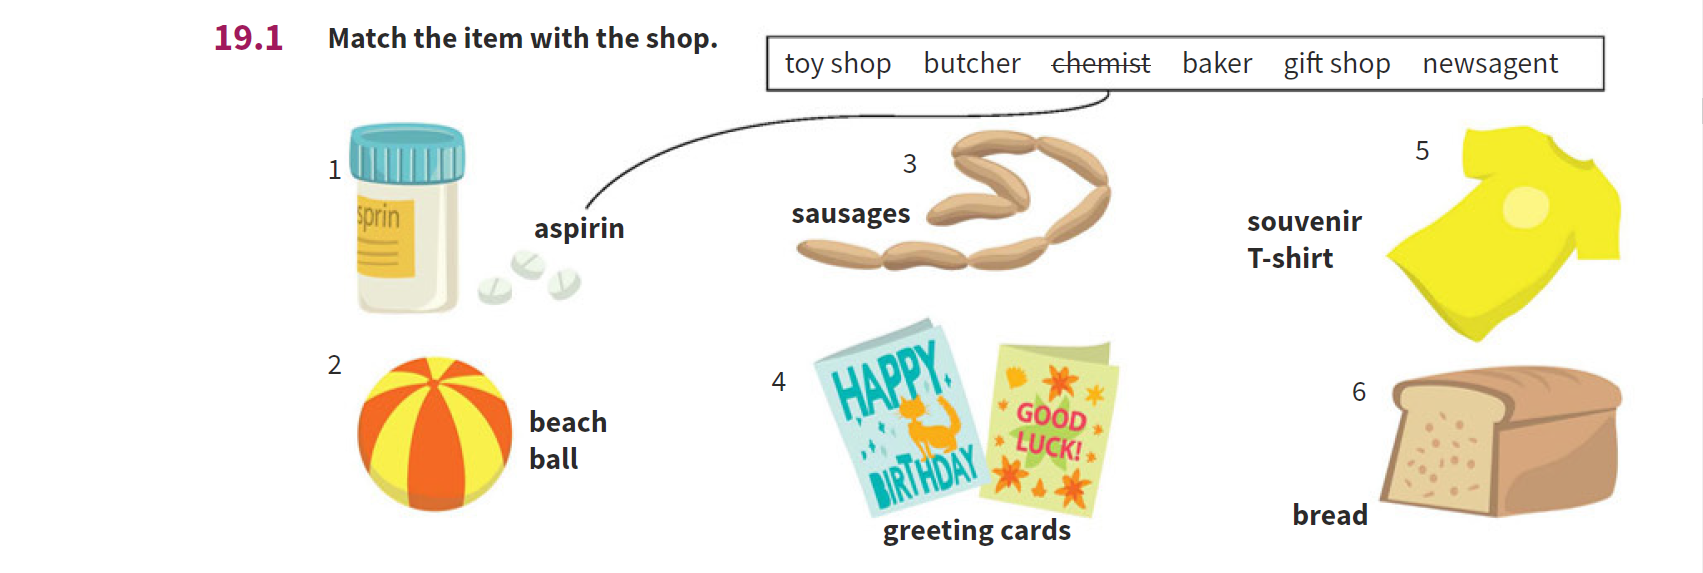 19.1 Match the item with the shop.
toy shop butcher chemist baker gift shop newsagent
1
sprin
aspirin
2
beach
ball
3
sausages
4
HAPPY
BIRTHDAY
GOOD
LUCK!
greeting cards
5
souvenir
T-shirt
6
bread